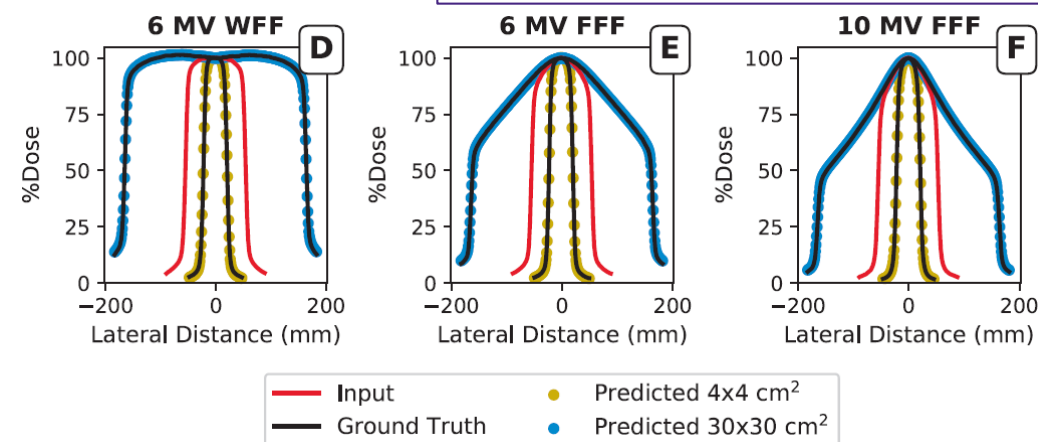 6 MV WFF
D
100
75
50
25
0
%Dose
−200
0
200
Lateral Distance (mm)
6 MV FFF
E
100
75
50
25
0
%Dose
−200
0
200
Lateral Distance (mm)
10 MV FFF
F
100
75
50
25
0
%Dose
−200
0
200
Lateral Distance (mm)
Input
Predicted 4x4 cm²
Ground Truth
Predicted 30x30 cm²